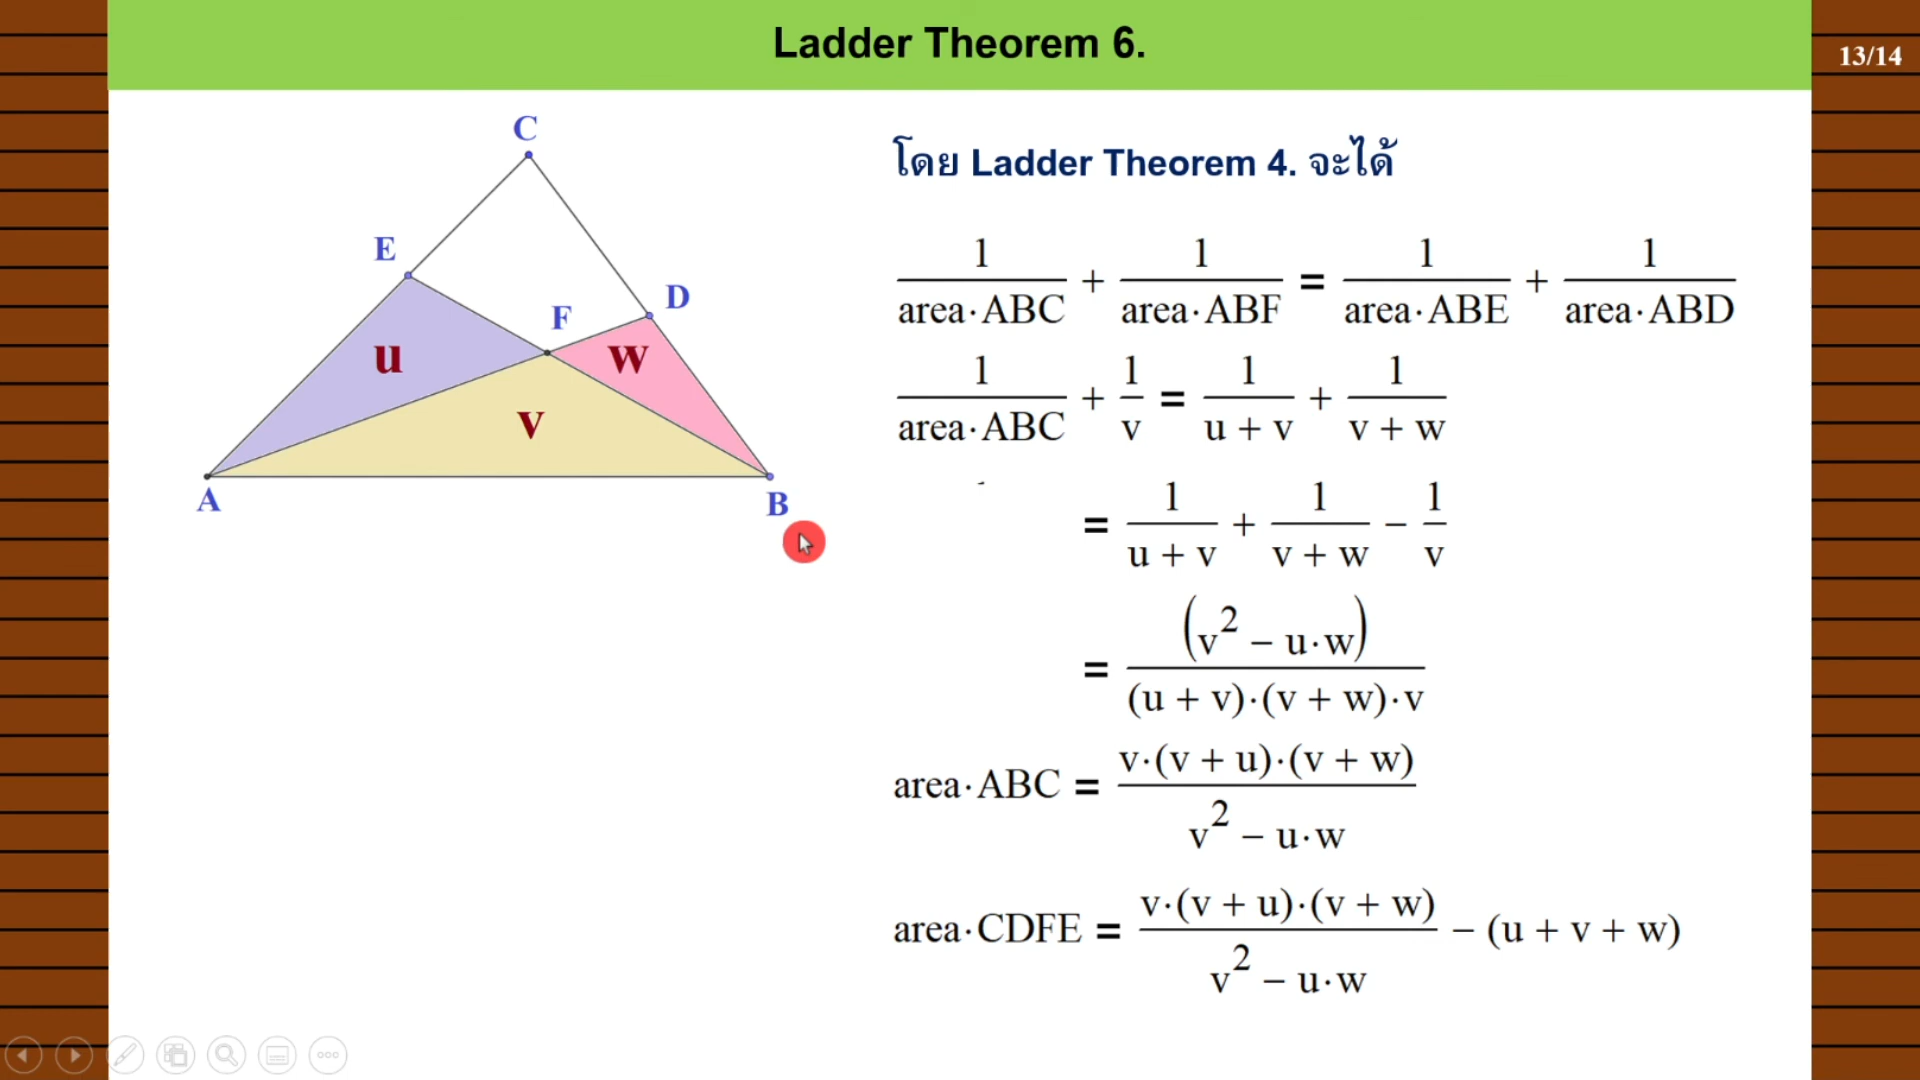 Ladder Theorem 6.
13/14
C
E
D
F
u
w
v
A
B
โดย Ladder Theorem 4. จะได้
1/(area·ABC) + 1/(area·ABF) = 1/(area·ABE) + 1/(area·ABD)
1/(area·ABC) + 1/v = 1/(u + v) + 1/(v + w)
= 1/(u + v) + 1/(v + w) − 1/v
= (v² − u·w)/((u + v)·(v + w)·v)
area·ABC = v·(v + u)·(v + w)/(v² − u·w)
area·CDFE = v·(v + u)·(v + w)/(v² − u·w) − (u + v + w)